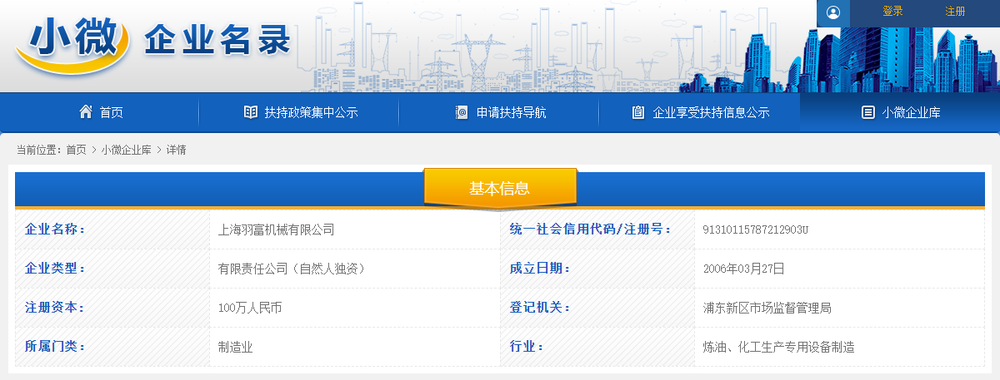 小微 企业名录
登录 注册
首页 扶持政策集中公示 申请扶持导航 企业享受扶持信息公示 小微企业库
当前位置：首页 > 小微企业库 > 详情
基本信息
企业名称： 上海羽富机械有限公司 统一社会信用代码/注册号： 91310115787212903U
企业类型： 有限责任公司（自然人独资） 成立日期： 2006年03月27日
注册资本： 100万人民币 登记机关： 浦东新区市场监督管理局
所属门类： 制造业 行业： 炼油、化工生产专用设备制造